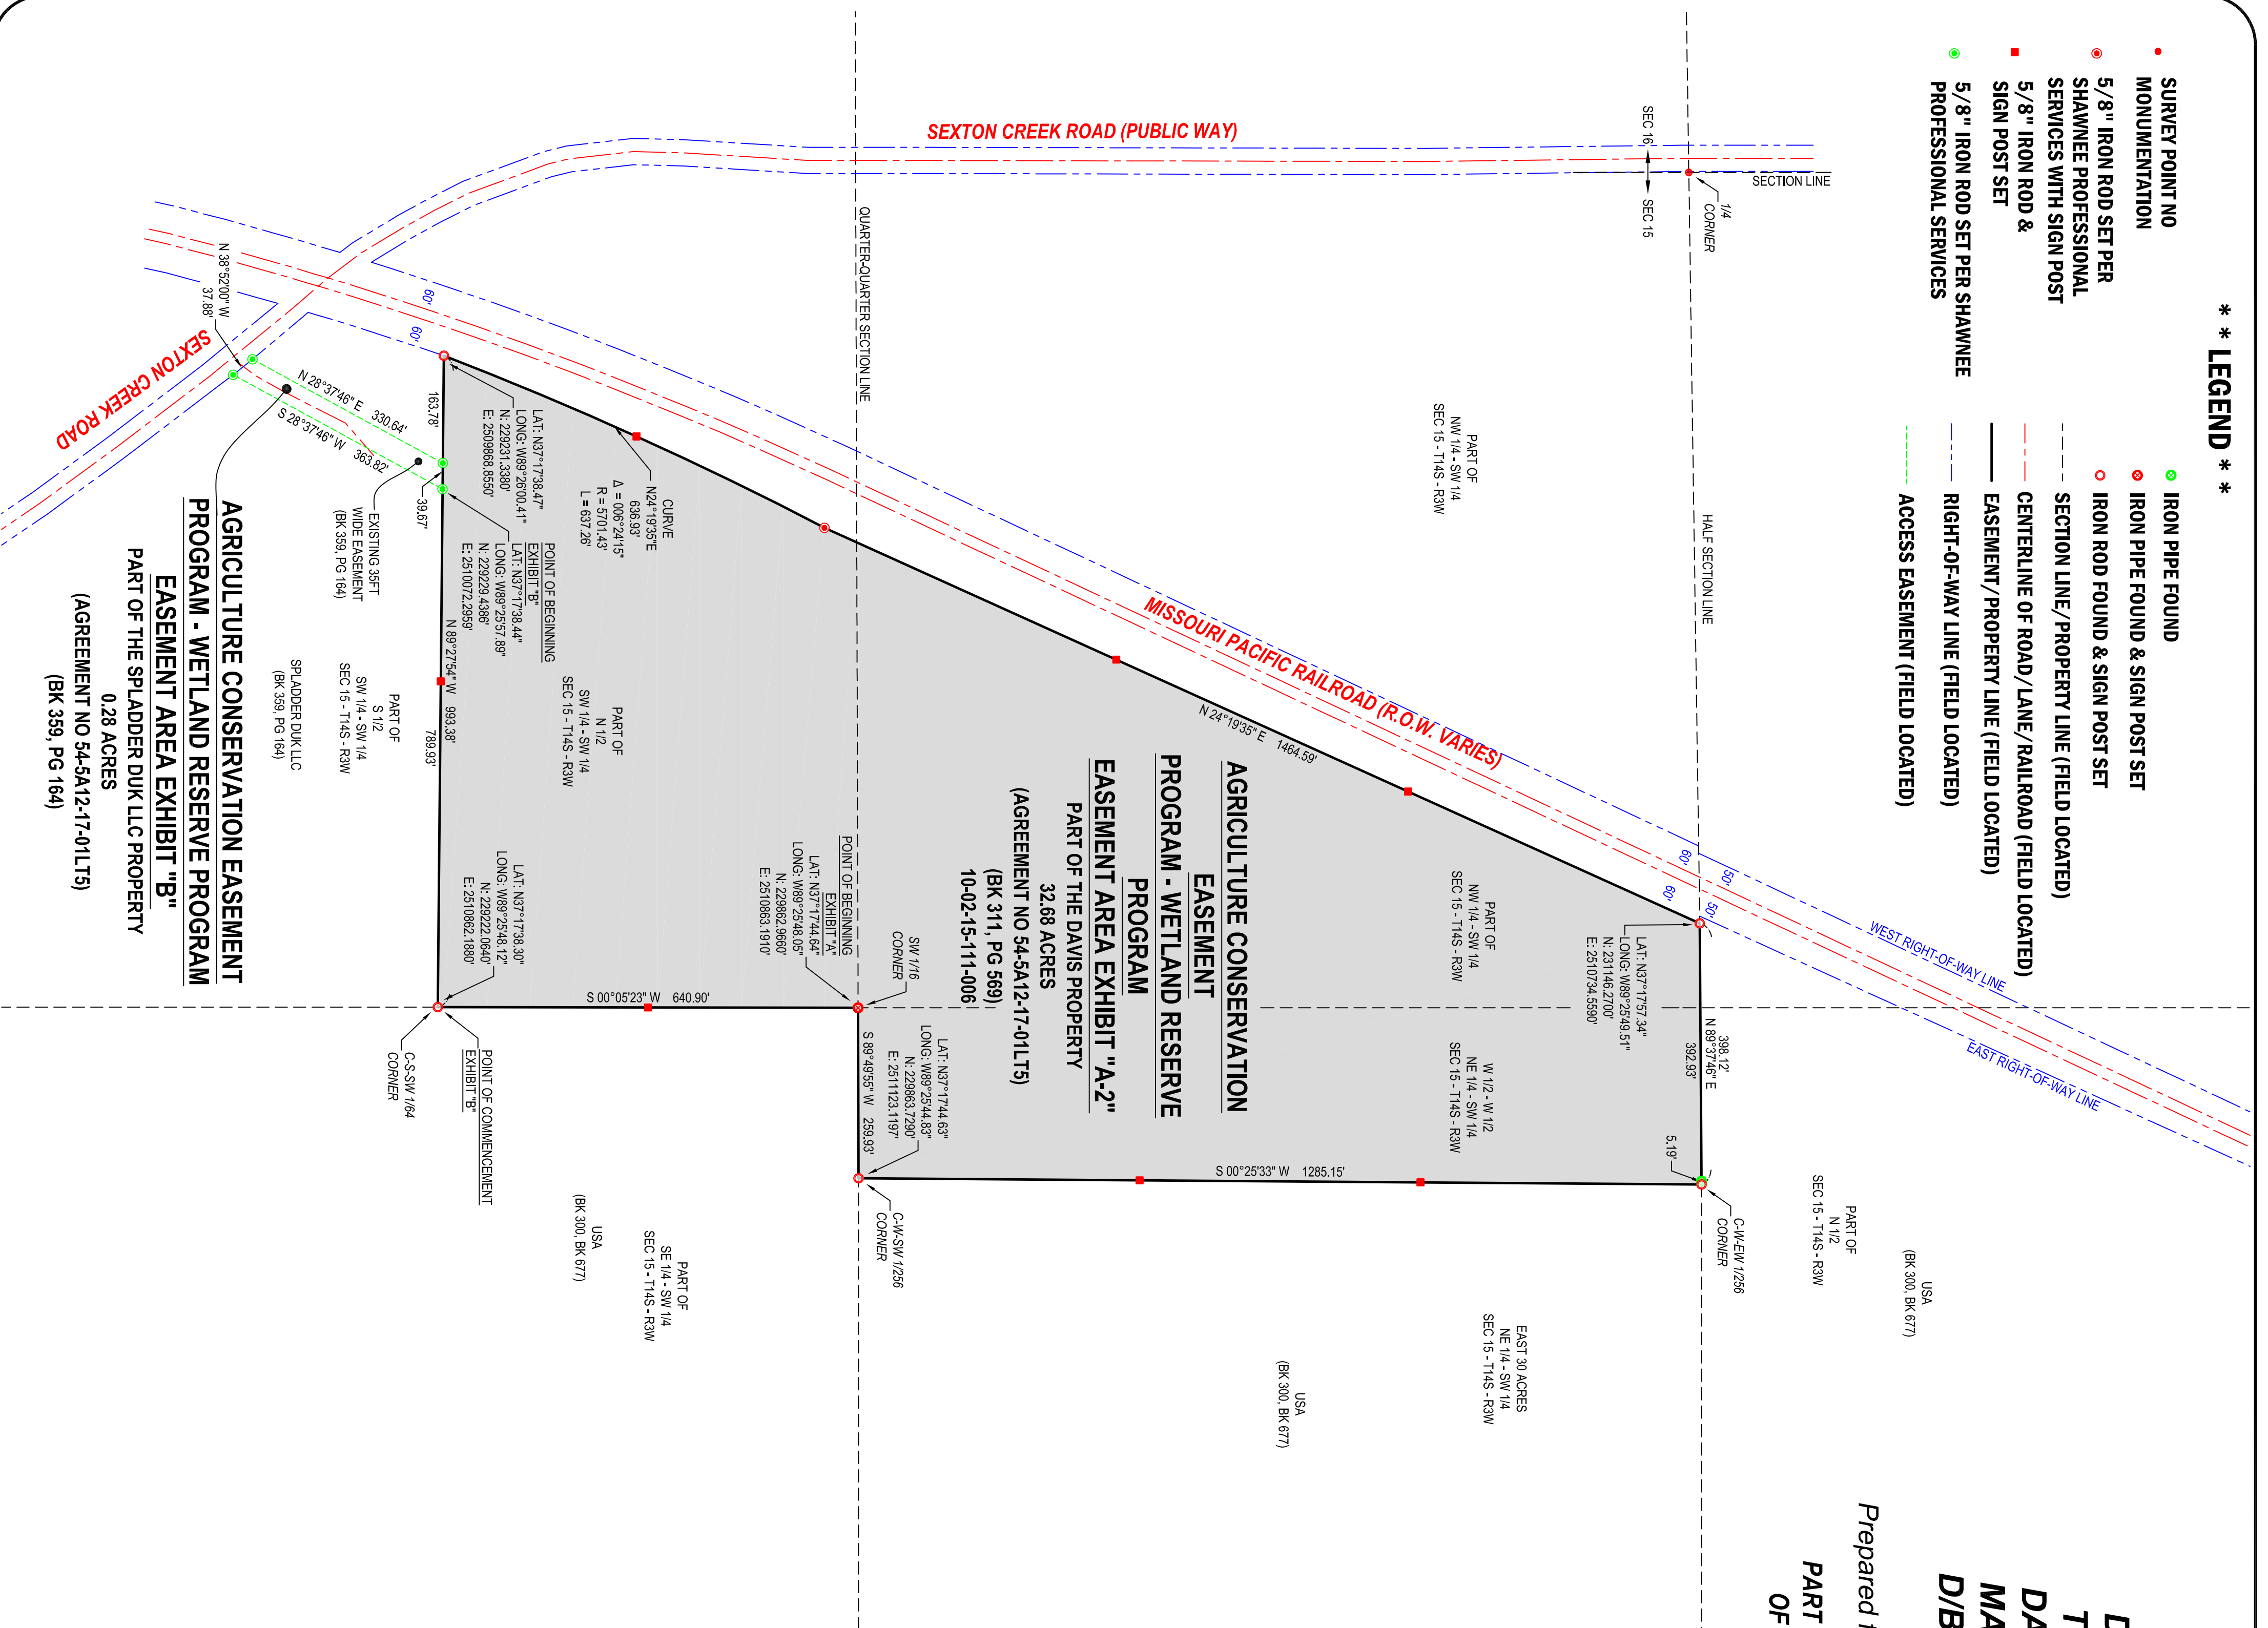 * * LEGEND * *
SURVEY POINT NO
MONUMENTATION
5/8" IRON ROD SET PER
SHAWNEE PROFESSIONAL
SERVICES WITH SIGN POST
5/8" IRON ROD &
SIGN POST SET
5/8" IRON ROD SET PER SHAWNEE
PROFESSIONAL SERVICES
IRON PIPE FOUND
IRON PIPE FOUND & SIGN POST SET
IRON ROD FOUND & SIGN POST SET
SECTION LINE/PROPERTY LINE (FIELD LOCATED)
CENTERLINE OF ROAD/LANE/RAILROAD (FIELD LOCATED)
EASEMENT/PROPERTY LINE (FIELD LOCATED)
RIGHT-OF-WAY LINE (FIELD LOCATED)
ACCESS EASEMENT (FIELD LOCATED)
SECTION LINE
1/4
CORNER
SEC 16
SEC 15
SEXTON CREEK ROAD (PUBLIC WAY)
HALF SECTION LINE
QUARTER-QUARTER SECTION LINE
PART OF
NW 1/4 - SW 1/4
SEC 15 - T14S - R3W
MISSOURI PACIFIC RAILROAD (R.O.W. VARIES)
WEST RIGHT-OF-WAY LINE
EAST RIGHT-OF-WAY LINE
60'
50'
60'
50'
LAT: N37°17'57.34"
LONG: W89°25'49.51"
N: 231146.2700'
E: 2510734.5590'
398.12'
N 89°37'46" E
392.93'
5.19'
C-W-EW 1/256
CORNER
PART OF
N 1/2
SEC 15 - T14S - R3W
USA
(BK 300, BK 677)
PART OF
NW 1/4 - SW 1/4
SEC 15 - T14S - R3W
W 1/2 - W 1/2
NE 1/4 - SW 1/4
SEC 15 - T14S - R3W
EAST 30 ACRES
NE 1/4 - SW 1/4
SEC 15 - T14S - R3W
USA
(BK 300, BK 677)
N 24°19'35" E 1464.59'
S 00°25'33" W 1285.15'
AGRICULTURE CONSERVATION
EASEMENT
PROGRAM - WETLAND RESERVE
PROGRAM
EASEMENT AREA EXHIBIT "A-2"
PART OF THE DAVIS PROPERTY
32.68 ACRES
(AGREEMENT NO 54-5A12-17-01LT5)
(BK 311, PG 569)
10-02-15-111-006
LAT: N37°17'44.63"
LONG: W89°25'44.83"
N: 229863.7290'
E: 2511123.1197'
S 89°49'55" W 259.93'
C-W-SW 1/256
CORNER
SW 1/16
CORNER
POINT OF BEGINNING
EXHIBIT "A"
LAT: N37°17'44.64"
LONG: W89°25'48.05"
N: 229862.9660'
E: 2510863.1910'
S 00°05'23" W 640.90'
CURVE
N24°19'35"E
636.93'
Δ = 006°24'15"
R = 5701.43'
L = 637.26'
PART OF
N 1/2
SW 1/4 - SW 1/4
SEC 15 - T14S - R3W
PART OF
SE 1/4 - SW 1/4
SEC 15 - T14S - R3W
USA
(BK 300, BK 677)
LAT: N37°17'38.47"
LONG: W89°26'00.41"
N: 229231.3380'
E: 2509868.8550'
POINT OF BEGINNING
EXHIBIT "B"
LAT: N37°17'38.44"
LONG: W89°25'57.89"
N: 229229.4386'
E: 2510072.2959'
LAT: N37°17'38.30"
LONG: W89°25'48.12"
N: 229222.0640'
E: 2510862.1880'
POINT OF COMMENCEMENT
EXHIBIT "B"
C-S-SW 1/64
CORNER
60'
60'
163.78'
39.67'
N 89°27'54" W 993.38'
789.93'
N 28°37'46" E 330.64'
S 28°37'46" W 363.82'
N 38°52'00" W
37.88'
EXISTING 35FT
WIDE EASEMENT
(BK 359, PG 164)
PART OF
S 1/2
SW 1/4 - SW 1/4
SEC 15 - T14S - R3W
SPLADDER DUK LLC
(BK 359, PG 164)
SEXTON CREEK ROAD
AGRICULTURE CONSERVATION EASEMENT
PROGRAM - WETLAND RESERVE PROGRAM
EASEMENT AREA EXHIBIT "B"
PART OF THE SPLADDER DUK LLC PROPERTY
0.28 ACRES
(AGREEMENT NO 54-5A12-17-01LT5)
(BK 359, PG 164)
T
DA
MA
D/B
Prepared
PART
OF